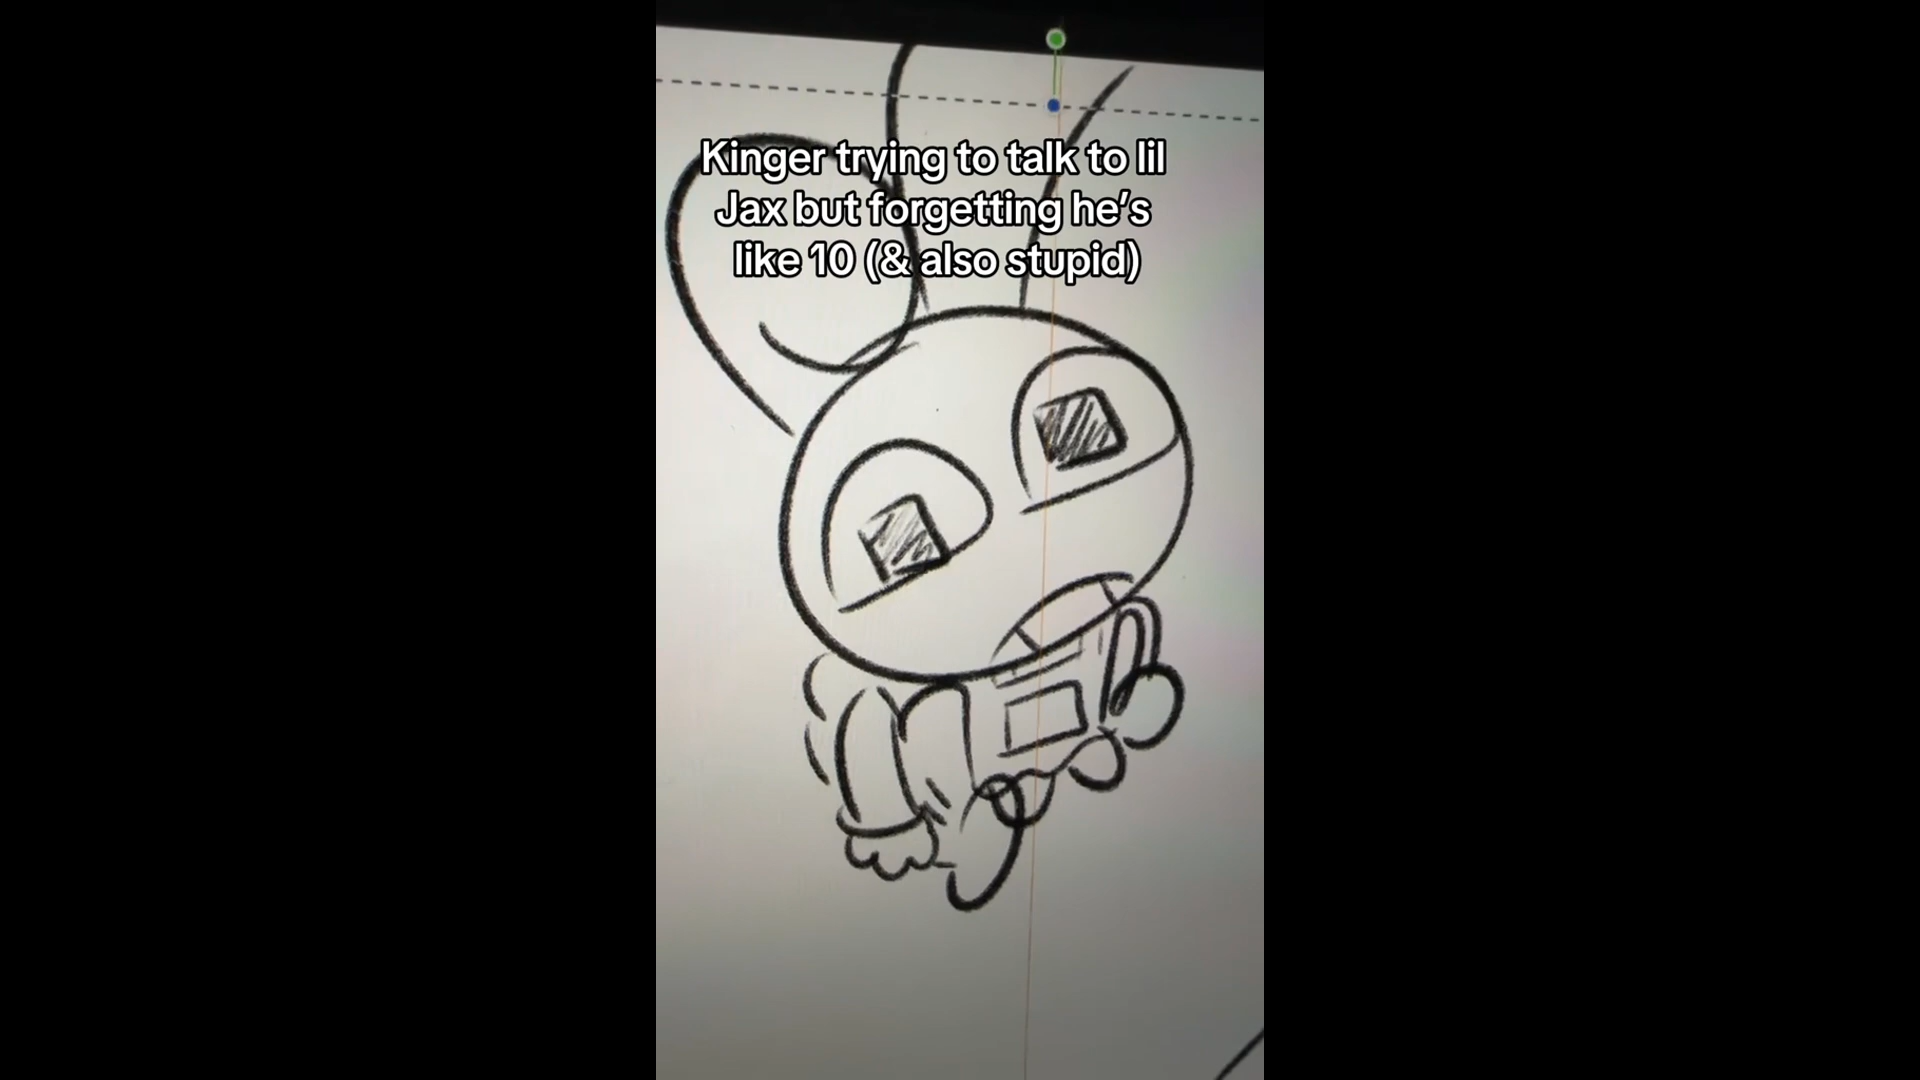 Kinger trying to talk to lil
Jax but forgetting he’s
like 10 (& also stupid)